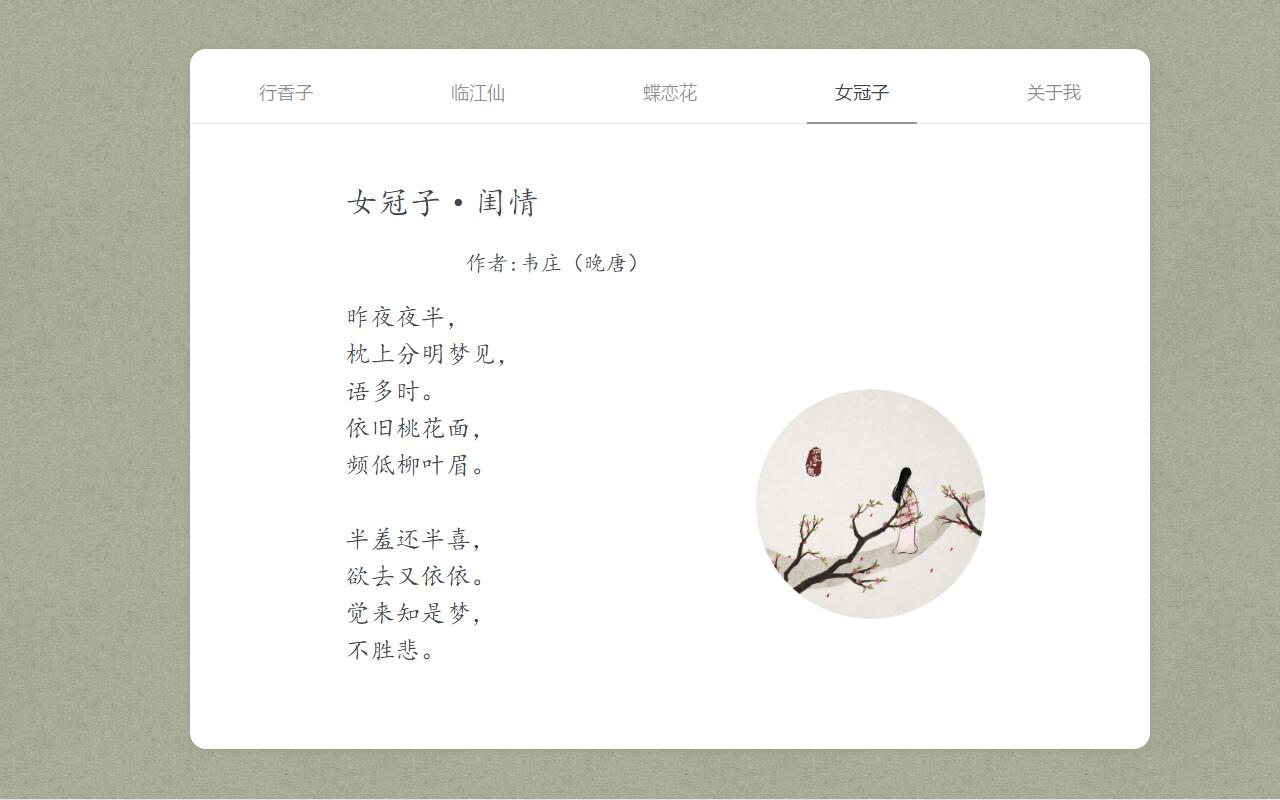 行香子
临江仙
蝶恋花
女冠子
关于我
女冠子•闺情
作者:韦庄（晚唐）
昨夜夜半，
枕上分明梦见，
语多时。
依旧桃花面，
频低柳叶眉。
半羞还半喜，
欲去又依依。
觉来知是梦，
不胜悲。